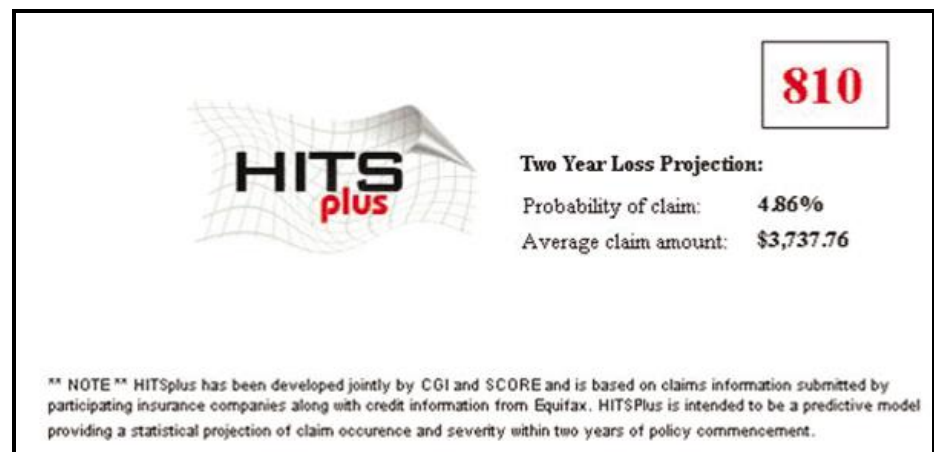 810
HITS
plus
Two Year Loss Projection:
Probability of claim: 4.86%
Average claim amount: $3,737.76
** NOTE ** HITSplus has been developed jointly by CGI and SCORE and is based on claims information submitted by
participating insurance companies along with credit information from Equifax. HITSPlus is intended to be a predictive model
providing a statistical projection of claim occurence and severity within two years of policy commencement.